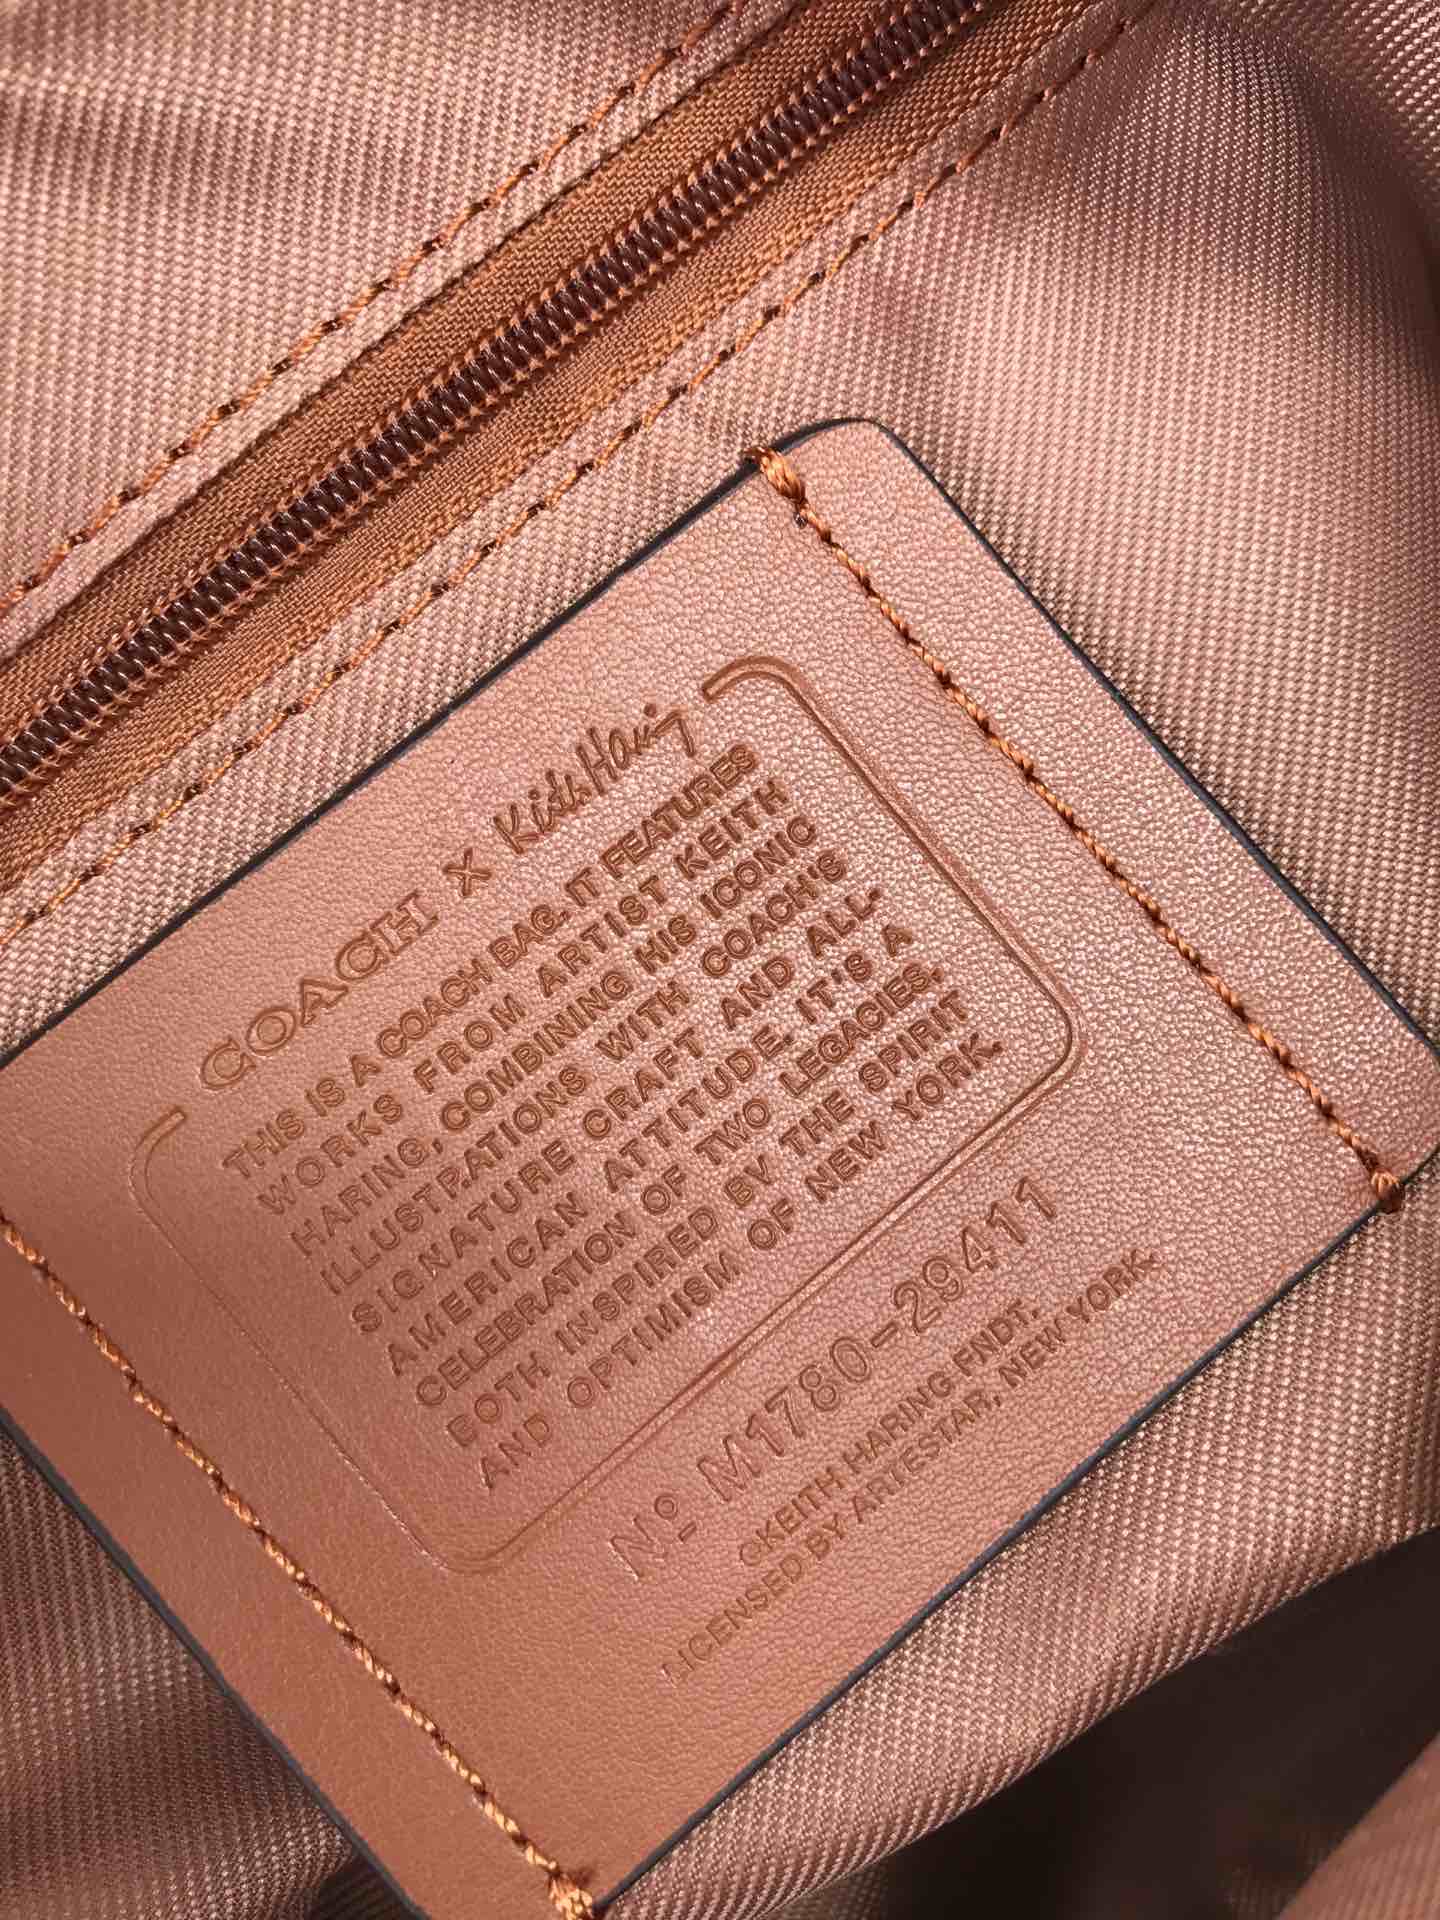 COACH x Keith Haring
THIS IS A COACH BAG. IT FEATURES
WORKS FROM ARTIST KEITH
HARING, COMBINING HIS ICONIC
ILLUSTRATIONS WITH COACH'S
SIGNATURE CRAFT AND ALL-
AMERICAN ATTITUDE. IT'S A
CELEBRATION OF TWO LEGACIES,
BOTH INSPIRED BY THE SPIRIT
AND OPTIMISM OF NEW YORK.
Nº M1780-29411
©KEITH HARING FNDT.
LICENSED BY ARTESTAR, NEW YORK.